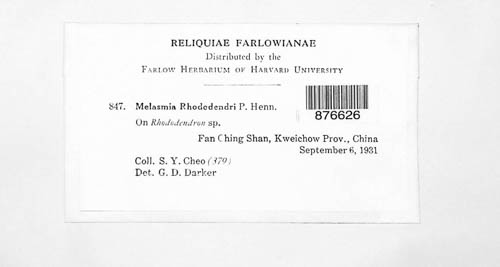 RELIQUIAE FARLOWIANAE
Distributed by the
FARLOW HERBARIUM OF HARVARD UNIVERSITY
847. Melasmia Rhododendri P. Henn.
On Rhododendron sp.
876626
Fan Ching Shan, Kweichow Prov., China
September 6, 1931
Coll. S. Y. Cheo (379)
Det. G. D. Darker